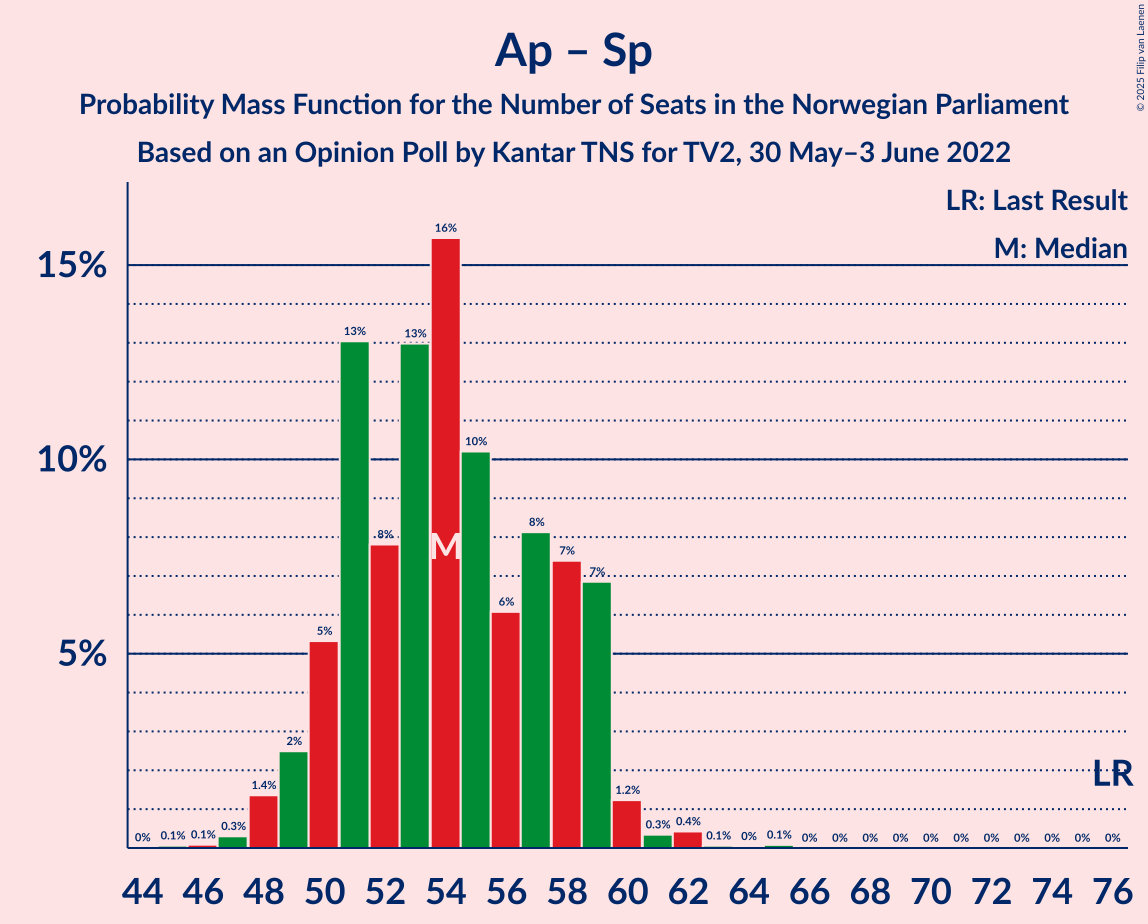 Ap – Sp
Probability Mass Function for the Number of Seats in the Norwegian Parliament
Based on an Opinion Poll by Kantar TNS for TV2, 30 May–3 June 2022
© 2025 Filip van Laenen
LR: Last Result
M: Median
15%
10%
5%
0% 0.1% 0.1% 0.3% 1.4% 2% 5% 13% 8% 13% 16% 10% 6% 8% 7% 7% 1.2% 0.3% 0.4% 0.1% 0% 0.1% 0% 0% 0% 0% 0% 0% 0% 0% 0% 0% 0%
M
LR
44 46 48 50 52 54 56 58 60 62 64 66 68 70 72 74 76